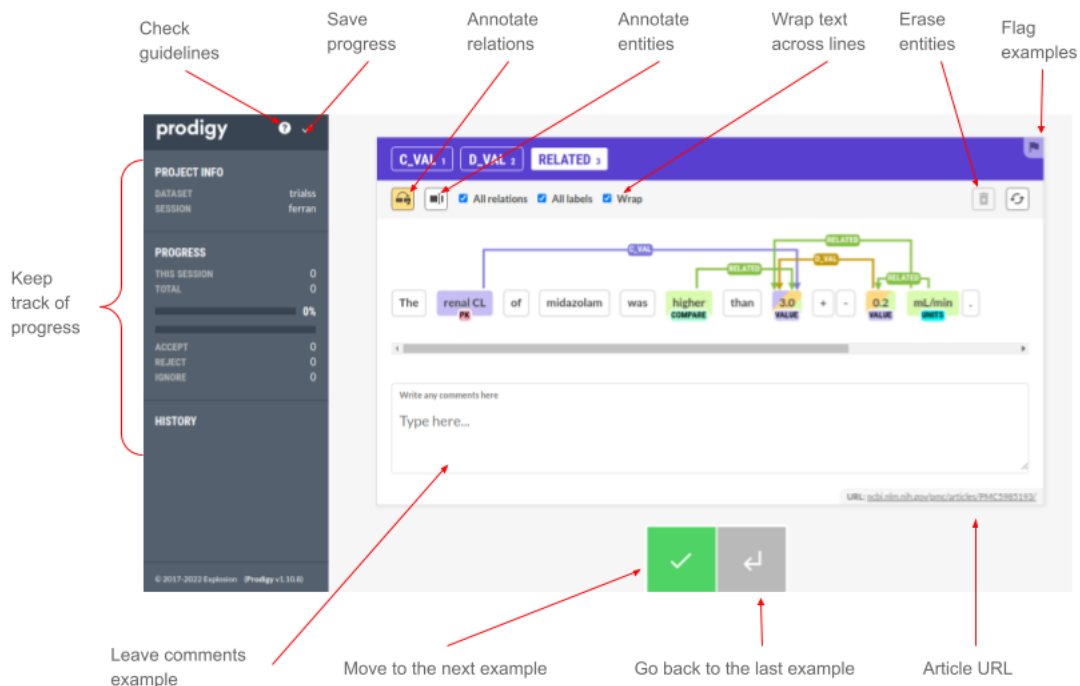 Check
guidelines
Save
progress
Annotate
relations
Annotate
entities
Wrap text
across lines
Erase
entities
Flag
examples
prodigy ?
PROJECT INFO
DATASET trialss
SESSION ferran
PROGRESS
THIS SESSION 0
TOTAL 0
0%
ACCEPT 0
REJECT 0
IGNORE 0
HISTORY
© 2017-2022 Explosion (Prodigy v1.10.8)
Keep
track of
progress
C_VAL 1 D_VAL 2 RELATED 3
All relations All labels Wrap
RELATED
C_VAL
D_VAL
RELATED
RELATED
The renal CL of midazolam was higher than 3.0 + - 0.2 mL/min .
PK COMPARE VALUE VALUE UNITS
Write any comments here
Type here...
URL: ncbi.nlm.nih.gov/pmc/articles/PMC5985193/
Leave comments
example
Move to the next example
Go back to the last example
Article URL